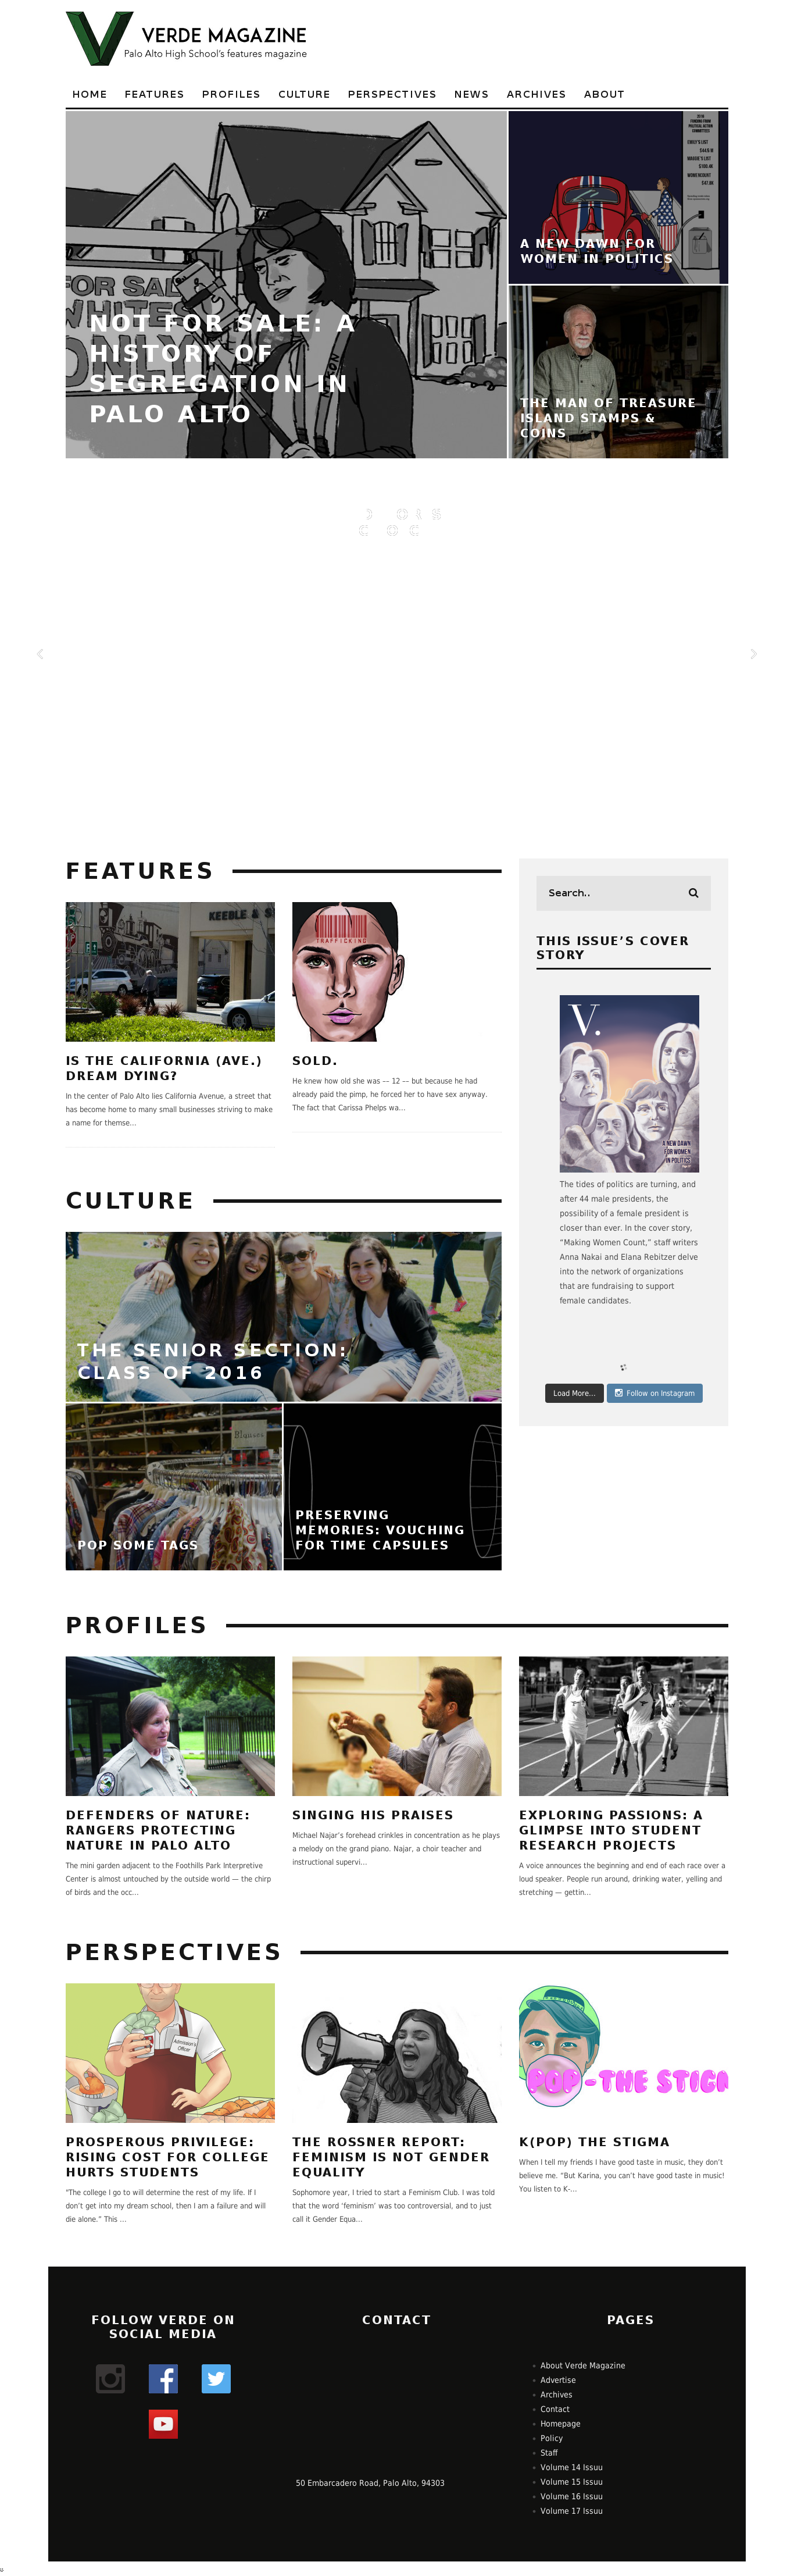 VERDE MAGAZINE
Palo Alto High School's features magazine
HOME FEATURES PROFILES CULTURE PERSPECTIVES NEWS ARCHIVES ABOUT
NOT FOR SALE: A
HISTORY OF
SEGREGATION IN
PALO ALTO
A NEW DAWN FOR
WOMEN IN POLITICS
THE MAN OF TREASURE
ISLAND STAMPS &
COINS
FEATURES
KEEBLE &
IS THE CALIFORNIA (AVE.)
DREAM DYING?
In the center of Palo Alto lies California Avenue, a street that
has become home to many small businesses striving to make
a name for themse...
TRAFFICKING
SOLD.
He knew how old she was -- 12 -- but because he had
already paid the pimp, he forced her to have sex anyway.
The fact that Carissa Phelps wa...
Search..
THIS ISSUE'S COVER
STORY
V.
A NEW DAWN
FOR WOMEN
IN POLITICS
The tides of politics are turning, and
after 44 male presidents, the
possibility of a female president is
closer than ever. In the cover story,
“Making Women Count,” staff writers
Anna Nakai and Elana Rebitzer delve
into the network of organizations
that are fundraising to support
female candidates.
Load More...
Follow on Instagram
CULTURE
THE SENIOR SECTION:
CLASS OF 2016
Blouses
POP SOME TAGS
PRESERVING
MEMORIES: VOUCHING
FOR TIME CAPSULES
PROFILES
DEFENDERS OF NATURE:
RANGERS PROTECTING
NATURE IN PALO ALTO
The mini garden adjacent to the Foothills Park Interpretive
Center is almost untouched by the outside world — the chirp
of birds and the occ...
SINGING HIS PRAISES
Michael Najar's forehead crinkles in concentration as he plays
a melody on the grand piano. Najar, a choir teacher and
instructional supervi...
EXPLORING PASSIONS: A
GLIMPSE INTO STUDENT
RESEARCH PROJECTS
A voice announces the beginning and end of each race over a
loud speaker. People run around, drinking water, yelling and
stretching — gettin...
PERSPECTIVES
Admission's
Officer
PROSPEROUS PRIVILEGE:
RISING COST FOR COLLEGE
HURTS STUDENTS
"The college I go to will determine the rest of my life. If I
don't get into my dream school, then I am a failure and will
die alone." This ...
THE ROSSNER REPORT:
FEMINISM IS NOT GENDER
EQUALITY
Sophomore year, I tried to start a Feminism Club. I was told
that the word 'feminism' was too controversial, and to just
call it Gender Equa...
POP-THE STIGM
K(POP) THE STIGMA
When I tell my friends I have good taste in music, they don't
believe me. "But Karina, you can't have good taste in music!
You listen to K-...
FOLLOW VERDE ON
SOCIAL MEDIA
CONTACT
50 Embarcadero Road, Palo Alto, 94303
PAGES
About Verde Magazine
Advertise
Archives
Contact
Homepage
Policy
Staff
Volume 14 Issuu
Volume 15 Issuu
Volume 16 Issuu
Volume 17 Issuu